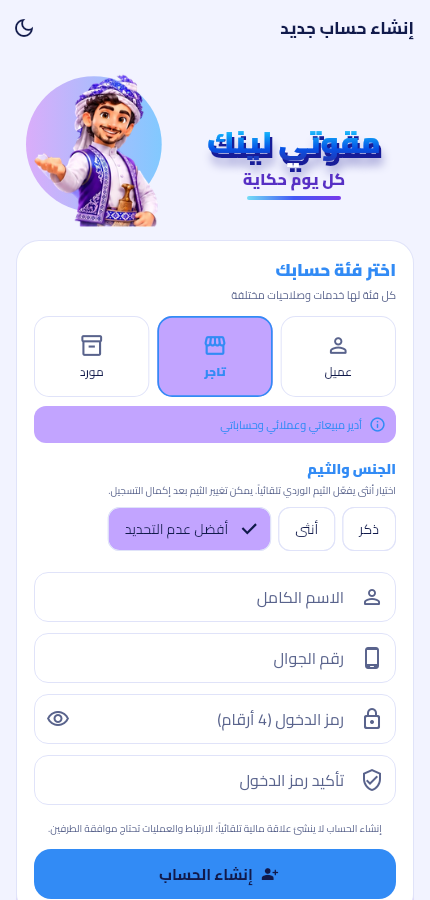 إنشاء حساب جديد
مقوتي لينك
كل يوم حكاية
اختر فئة حسابك
كل فئة لها خدمات وصلاحيات مختلفة
عميل
تاجر
مورد
أدير مبيعاتي وعملائي وحساباتي
الجنس والثيم
اختيار أنثى يفعّل الثيم الوردي تلقائياً. يمكن تغيير الثيم بعد إكمال التسجيل.
ذكر
أنثى
أفضل عدم التحديد
الاسم الكامل
رقم الجوال
رمز الدخول (4 أرقام)
تأكيد رمز الدخول
إنشاء الحساب لا ينشئ علاقة مالية تلقائياً؛ الارتباط والعمليات تحتاج موافقة الطرفين.
إنشاء الحساب